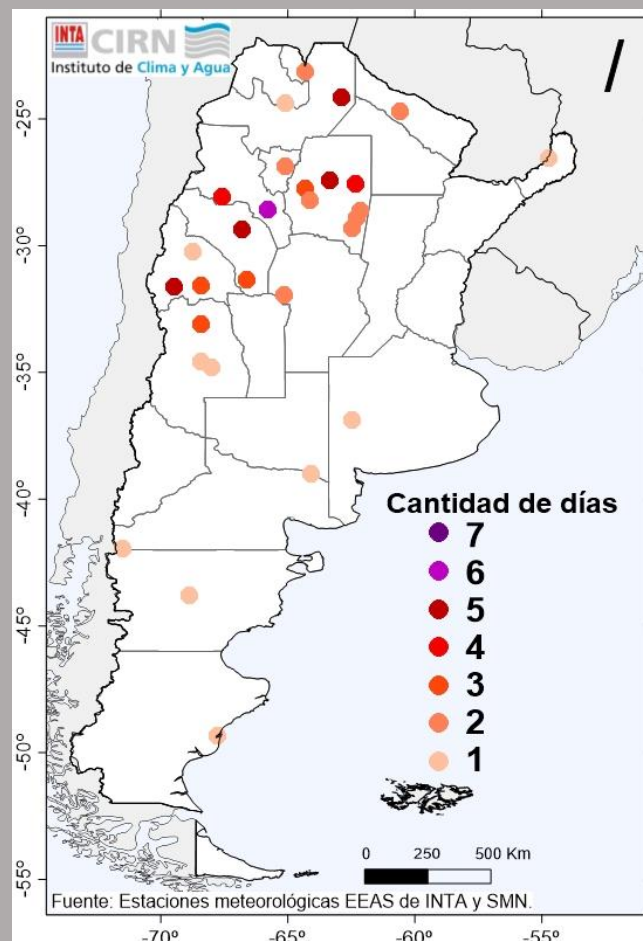 INTA CIRN
Instituto de Clima y Agua
/
-25°
-30°
-35°
-40°
-45°
-50°
-55°
Cantidad de días
7
6
5
4
3
2
1
0 250 500 Km
Fuente: Estaciones meteorológicas EEAS de INTA y SMN.
-70° -65° -60° -55°